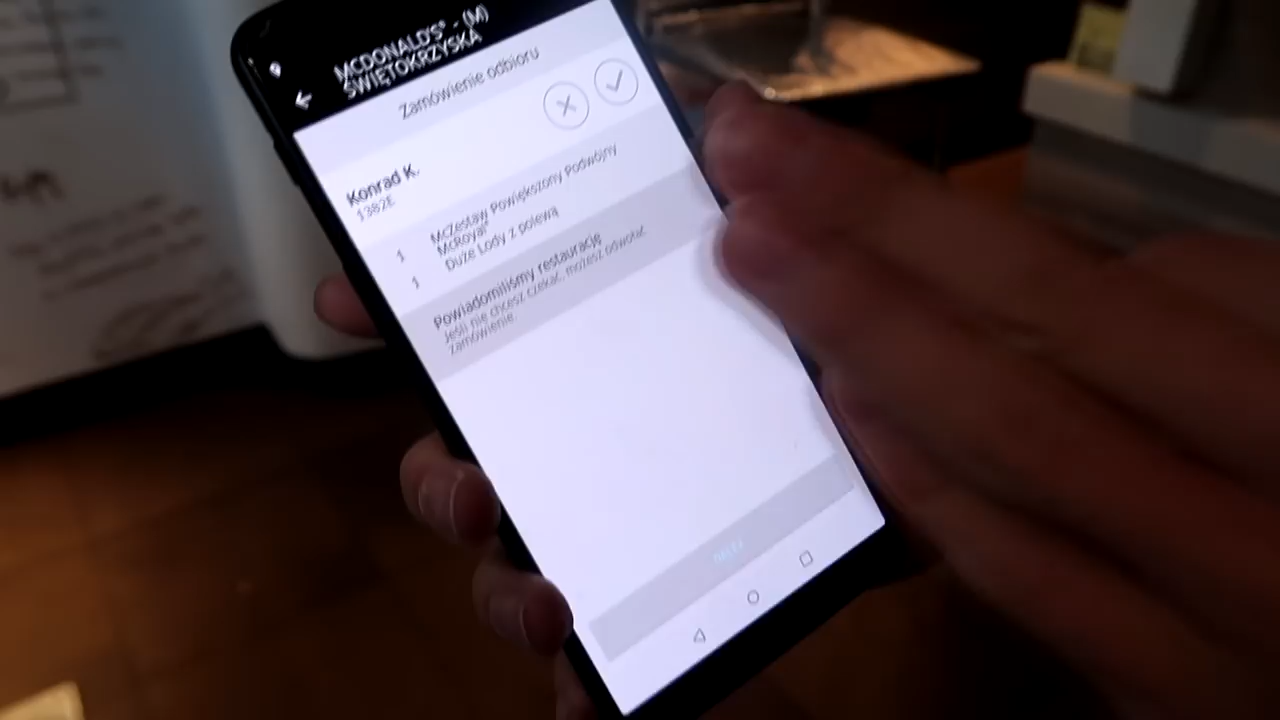 MCDONALD'S® - (M)
ŚWIĘTOKRZYSKA
Zamówienie odbioru
Konrad K.
1382E
1 McZestaw Powiększony Podwójny
McRoyal®
1 Duże Lody z polewą
Powiadomiliśmy restaurację
Jeśli nie chcesz czekać, możesz odwołać
zamówienie.